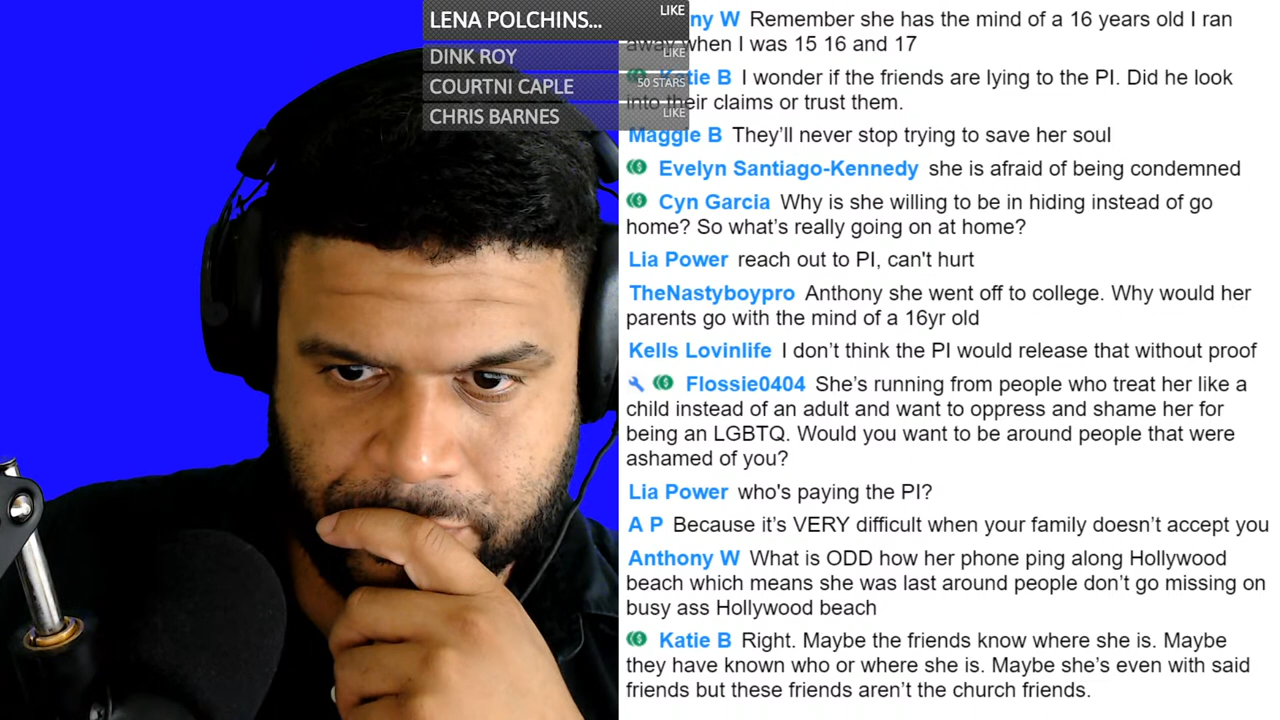 LENA POLCHINS... LIKE
DINK ROY LIKE
COURTNI CAPLE 50 STARS
CHRIS BARNES LIKE
ny W Remember she has the mind of a 16 years old I ran
away when I was 15 16 and 17
Katie B I wonder if the friends are lying to the PI. Did he look
into their claims or trust them.
Maggie B They'll never stop trying to save her soul
Evelyn Santiago-Kennedy she is afraid of being condemned
Cyn Garcia Why is she willing to be in hiding instead of go
home? So what's really going on at home?
Lia Power reach out to PI, can't hurt
TheNastyboypro Anthony she went off to college. Why would her
parents go with the mind of a 16yr old
Kells Lovinlife I don't think the PI would release that without proof
Flossie0404 She's running from people who treat her like a
child instead of an adult and want to oppress and shame her for
being an LGBTQ. Would you want to be around people that were
ashamed of you?
Lia Power who's paying the PI?
A P Because it's VERY difficult when your family doesn't accept you
Anthony W What is ODD how her phone ping along Hollywood
beach which means she was last around people don't go missing on
busy ass Hollywood beach
Katie B Right. Maybe the friends know where she is. Maybe
they have known who or where she is. Maybe she's even with said
friends but these friends aren't the church friends.